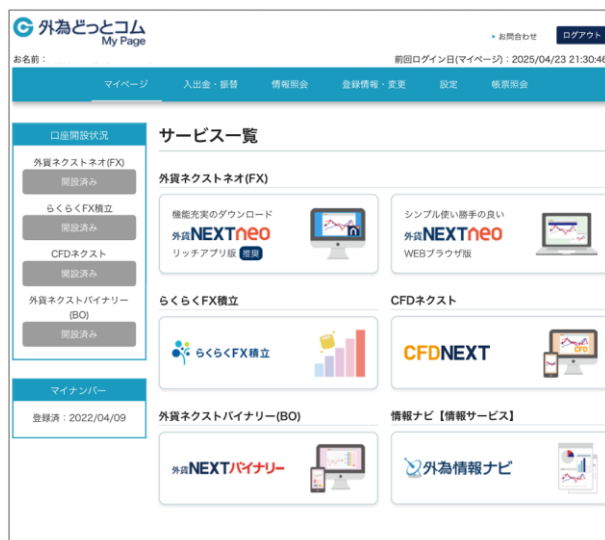 外為どっとコム
My Page
お問合わせ
ログアウト
お名前：
前回ログイン日(マイページ)：2025/04/23 21:30:46
マイページ 入出金・振替 情報照会 登録情報・変更 設定 帳票照会
口座開設状況
外貨ネクストネオ(FX)
開設済み
らくらくFX積立
開設済み
CFDネクスト
開設済み
外貨ネクストバイナリー
(BO)
開設済み
マイナンバー
登録済：2022/04/09
サービス一覧
外貨ネクストネオ(FX)
機能充実のダウンロード
外貨NEXTneo
リッチアプリ版 推奨
シンプル使い勝手の良い
外貨NEXTneo
WEBブラウザ版
らくらくFX積立
らくらくFX積立
CFDネクスト
CFDNEXT
CFD
外貨ネクストバイナリー(BO)
外貨NEXTバイナリー
情報ナビ【情報サービス】
外為情報ナビ